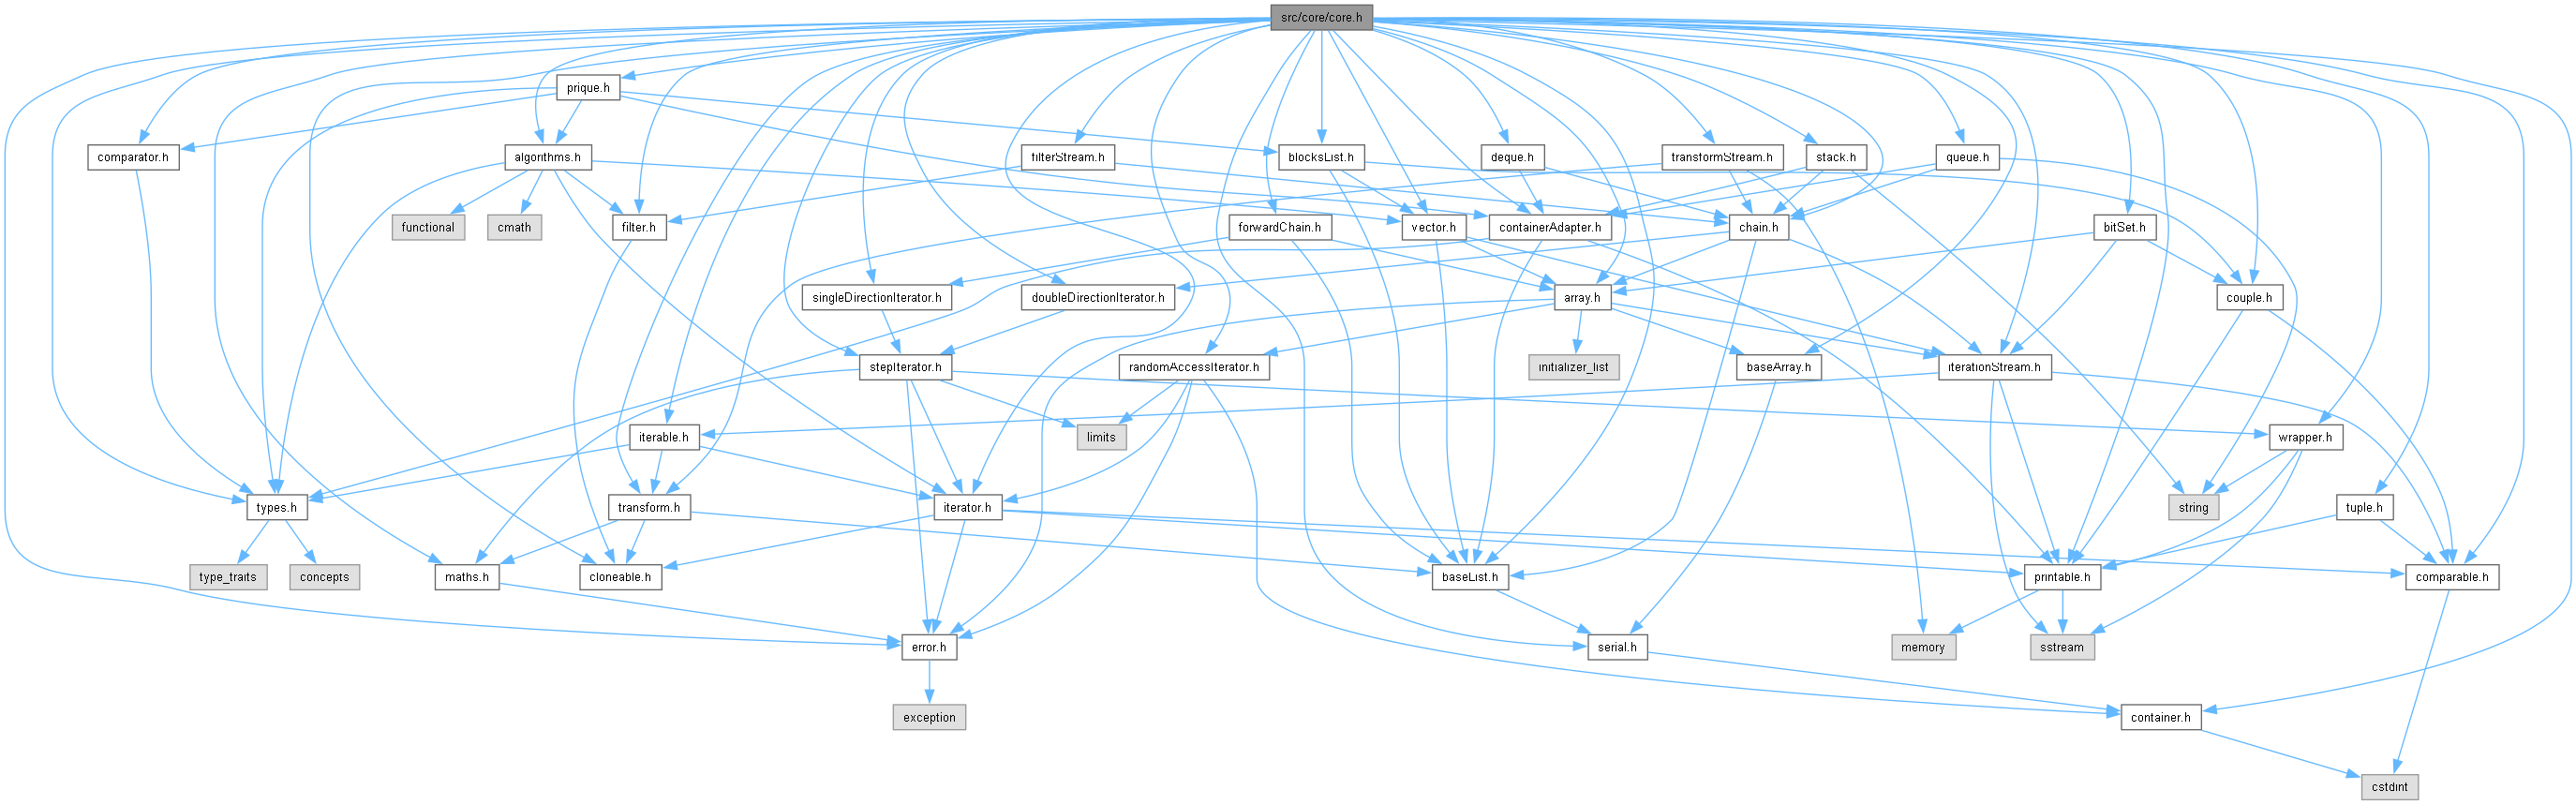 src/core/core.h
prique.h
comparator.h
algorithms.h
filterStream.h
blocksList.h
deque.h
transformStream.h
stack.h
queue.h
functional
cmath
filter.h
forwardChain.h
vector.h
containerAdapter.h
chain.h
bitSet.h
singleDirectionIterator.h
doubleDirectionIterator.h
array.h
couple.h
stepIterator.h
randomAccessIterator.h
initializer_list
baseArray.h
iterationStream.h
iterable.h
limits
wrapper.h
types.h
transform.h
iterator.h
string
tuple.h
type_traits
concepts
maths.h
cloneable.h
baseList.h
printable.h
comparable.h
error.h
serial.h
memory
sstream
exception
container.h
cstdint